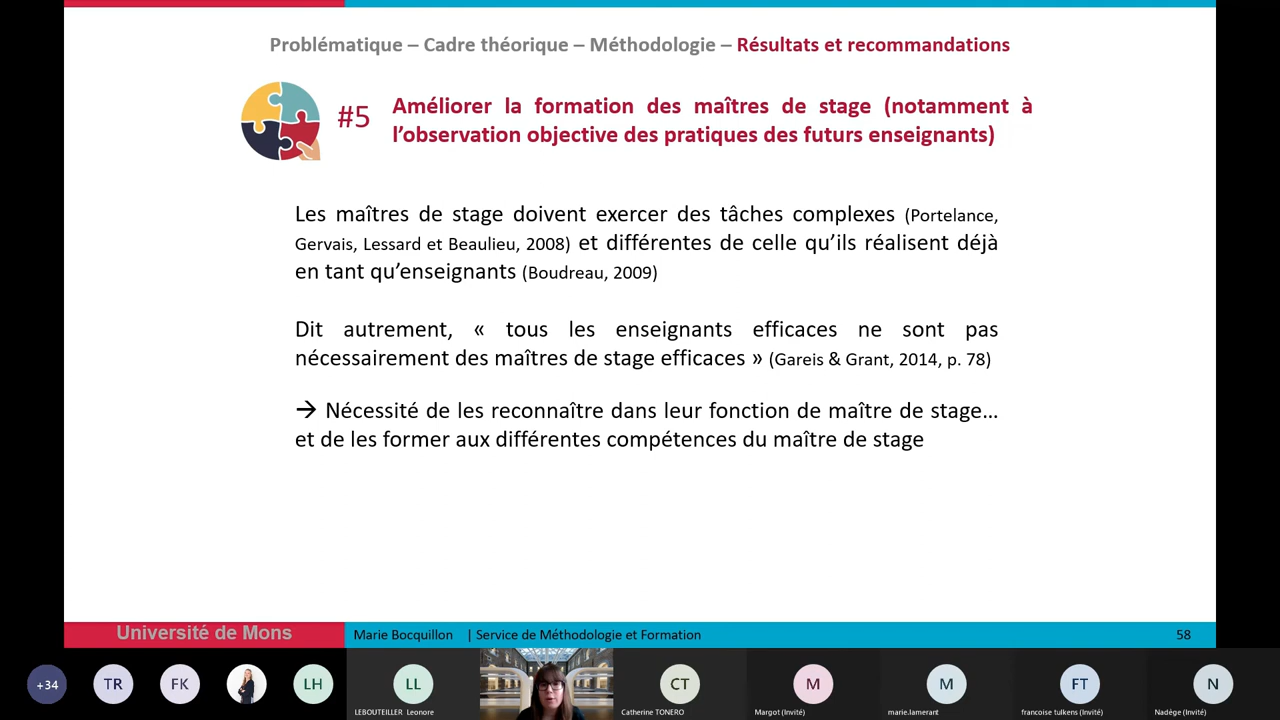 Problématique – Cadre théorique – Méthodologie – Résultats et recommandations
#5
Améliorer la formation des maîtres de stage (notamment à
l’observation objective des pratiques des futurs enseignants)
Les maîtres de stage doivent exercer des tâches complexes (Portelance,
Gervais, Lessard et Beaulieu, 2008) et différentes de celle qu’ils réalisent déjà
en tant qu’enseignants (Boudreau, 2009)
Dit autrement, « tous les enseignants efficaces ne sont pas
nécessairement des maîtres de stage efficaces » (Gareis & Grant, 2014, p. 78)
→ Nécessité de les reconnaître dans leur fonction de maître de stage…
et de les former aux différentes compétences du maître de stage
Université de Mons
Marie Bocquillon | Service de Méthodologie et Formation
58
+34 TR FK LH LL CT M M FT N
LEBOUTEILLER Leonore Catherine TONERO Margot (Invité) marie.lamerant francoise tulkens (Invité) Nadège (Invité)